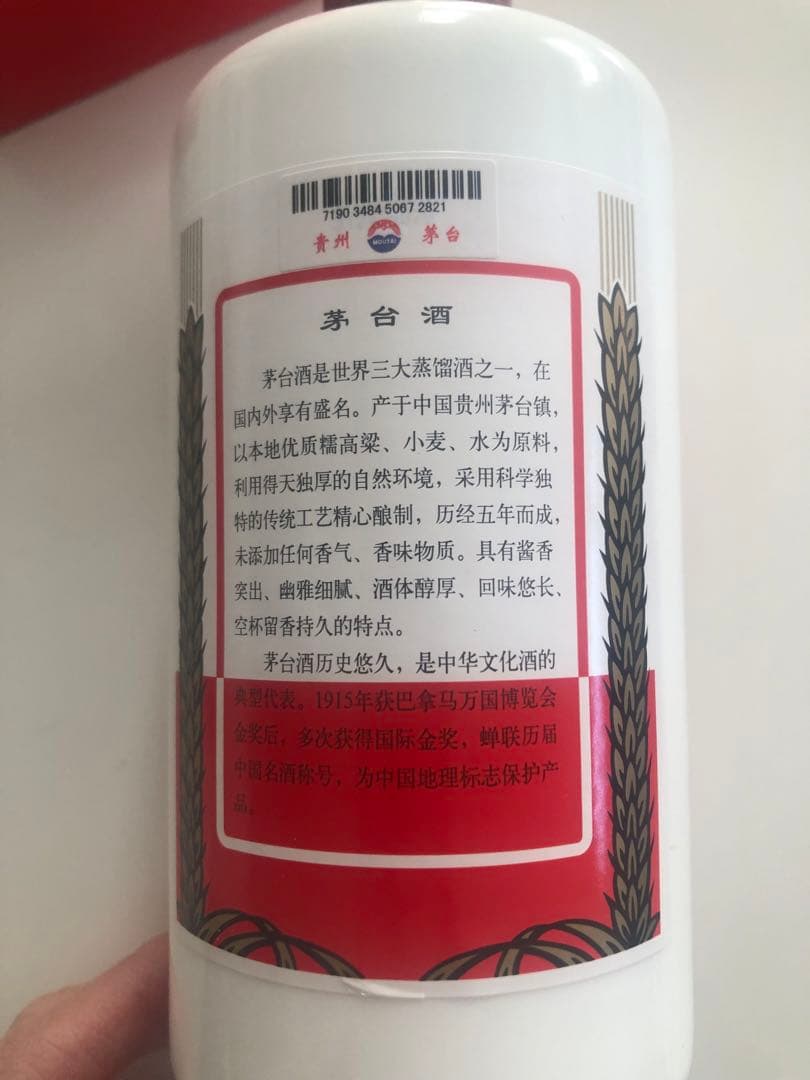 7190 3484 5067 2821
贵州 MOUTAI 茅台
茅台酒
茅台酒是世界三大蒸馏酒之一，在
国内外享有盛名。产于中国贵州茅台镇，
以本地优质糯高粱、小麦、水为原料，
利用得天独厚的自然环境，采用科学独
特的传统工艺精心酿制，历经五年而成，
未添加任何香气、香味物质。具有酱香
突出、幽雅细腻、酒体醇厚、回味悠长、
空杯留香持久的特点。
茅台酒历史悠久，是中华文化酒的
典型代表。1915年获巴拿马万国博览会
金奖后，多次获得国际金奖，蝉联历届
中国名酒称号，为中国地理标志保护产
品。